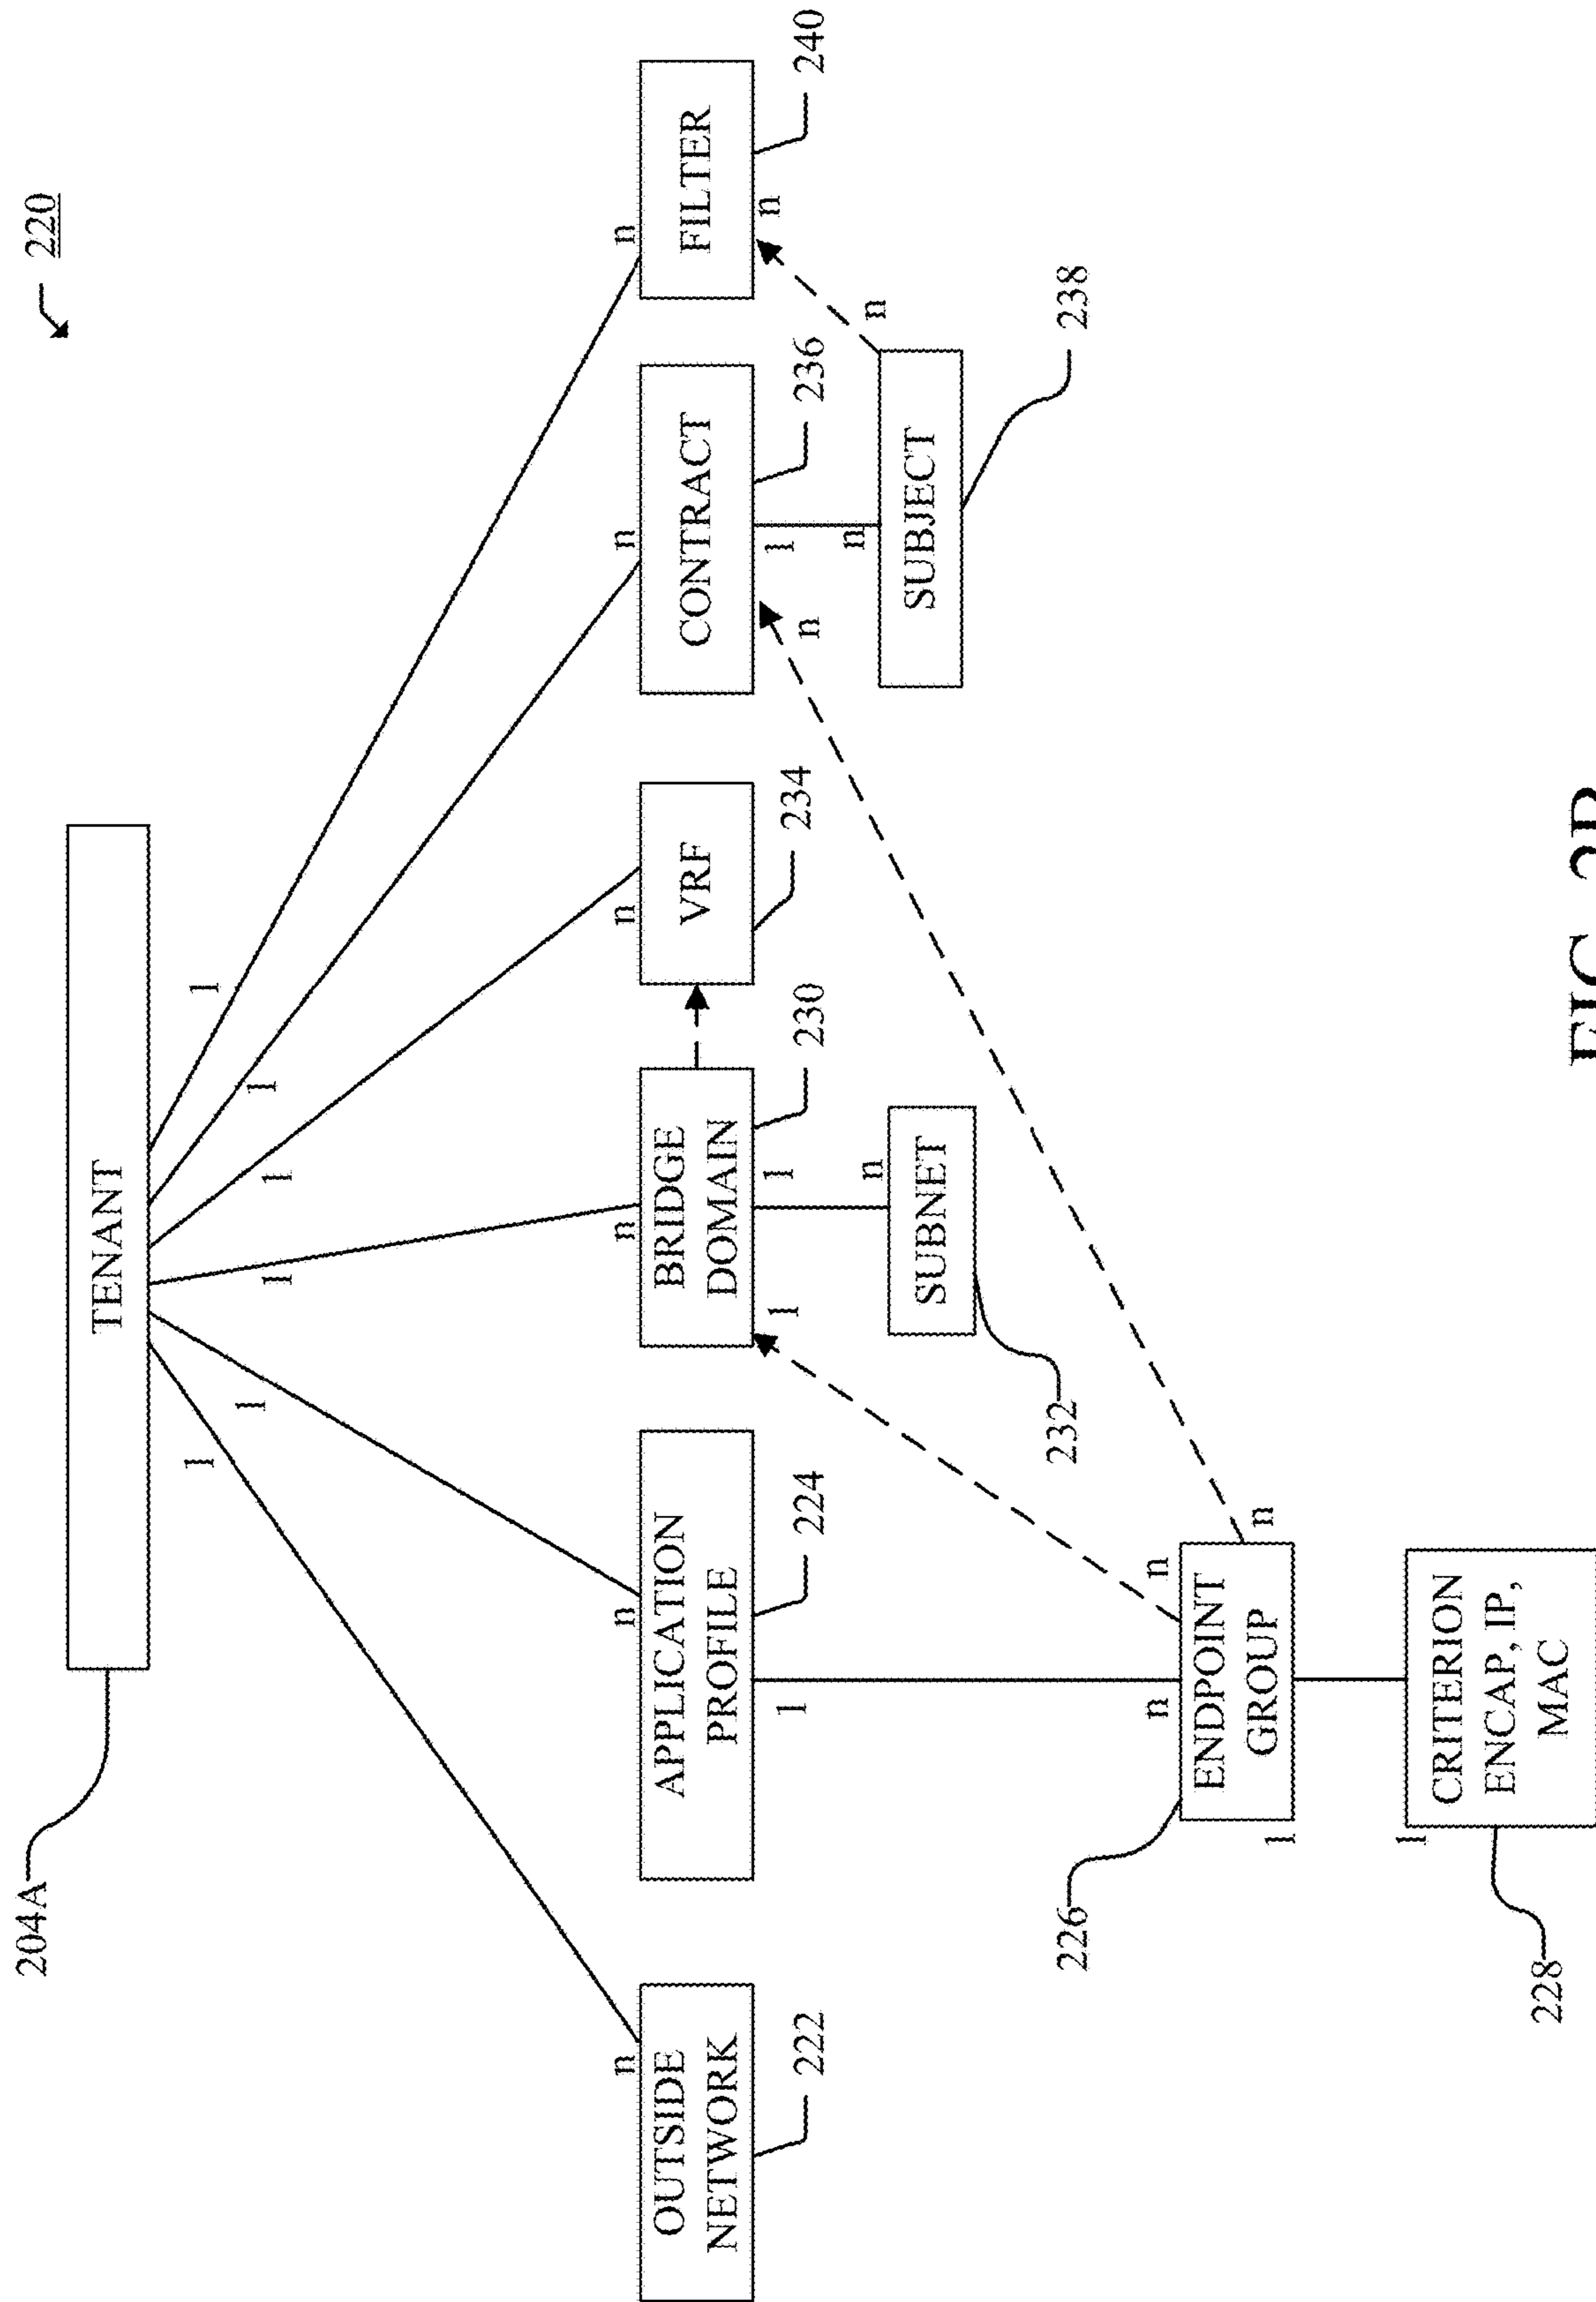 220
204A
TENANT
1
1
1
1
1
1
n
n
n
n
n
n
OUTSIDE
NETWORK
APPLICATION
PROFILE
BRIDGE
DOMAIN
VRF
CONTRACT
FILTER
222
224
230
234
236
240
1
1
1
n
1
n
n
n
n
SUBNET
SUBJECT
232
238
226
n
n
n
ENDPOINT
GROUP
1
1
CRITERION
ENCAP, IP,
MAC
228